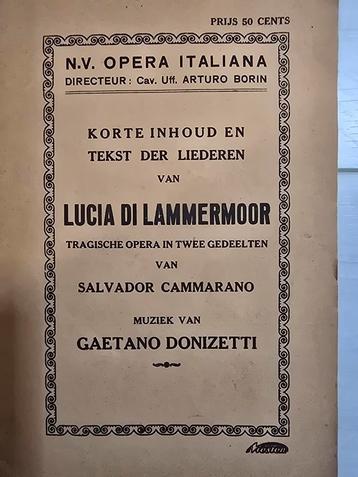 PRIJS 50 CENTS
N.V. OPERA ITALIANA
DIRECTEUR: Cav. Uff. ARTURO BORIN
KORTE INHOUD EN
TEKST DER LIEDEREN
VAN
LUCIA DI LAMMERMOOR
TRAGISCHE OPERA IN TWEE GEDEELTEN
VAN
SALVADOR CAMMARANO
MUZIEK VAN
GAETANO DONIZETTI